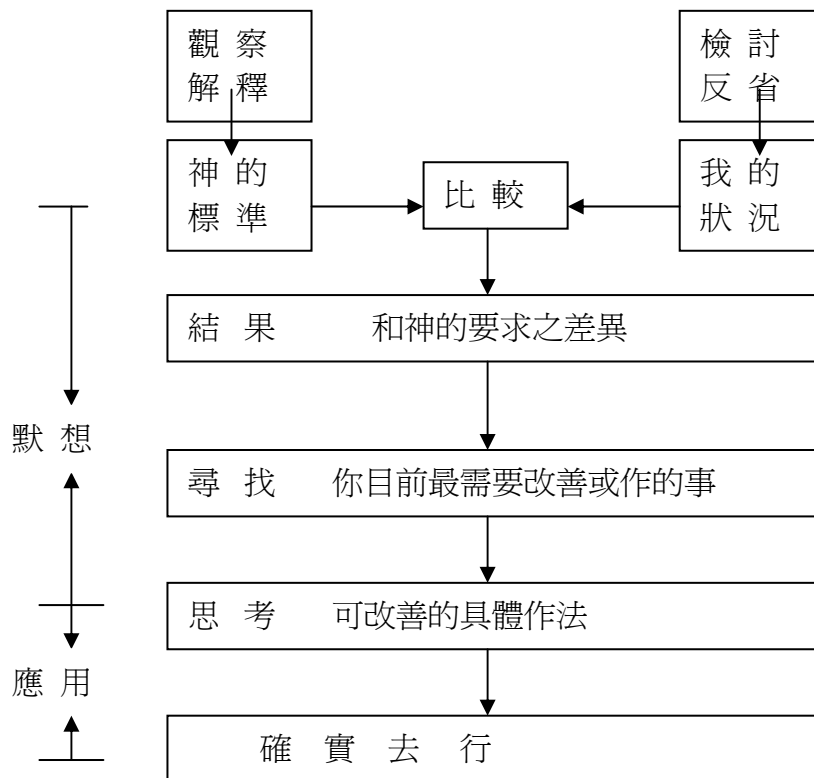 觀 察
解 釋
檢 討
反 省
神 的
標 準
比 較
我 的
狀 況
結 果 和神的要求之差異
默 想
尋 找 你目前最需要改善或作的事
思 考 可改善的具體作法
應 用
確 實 去 行